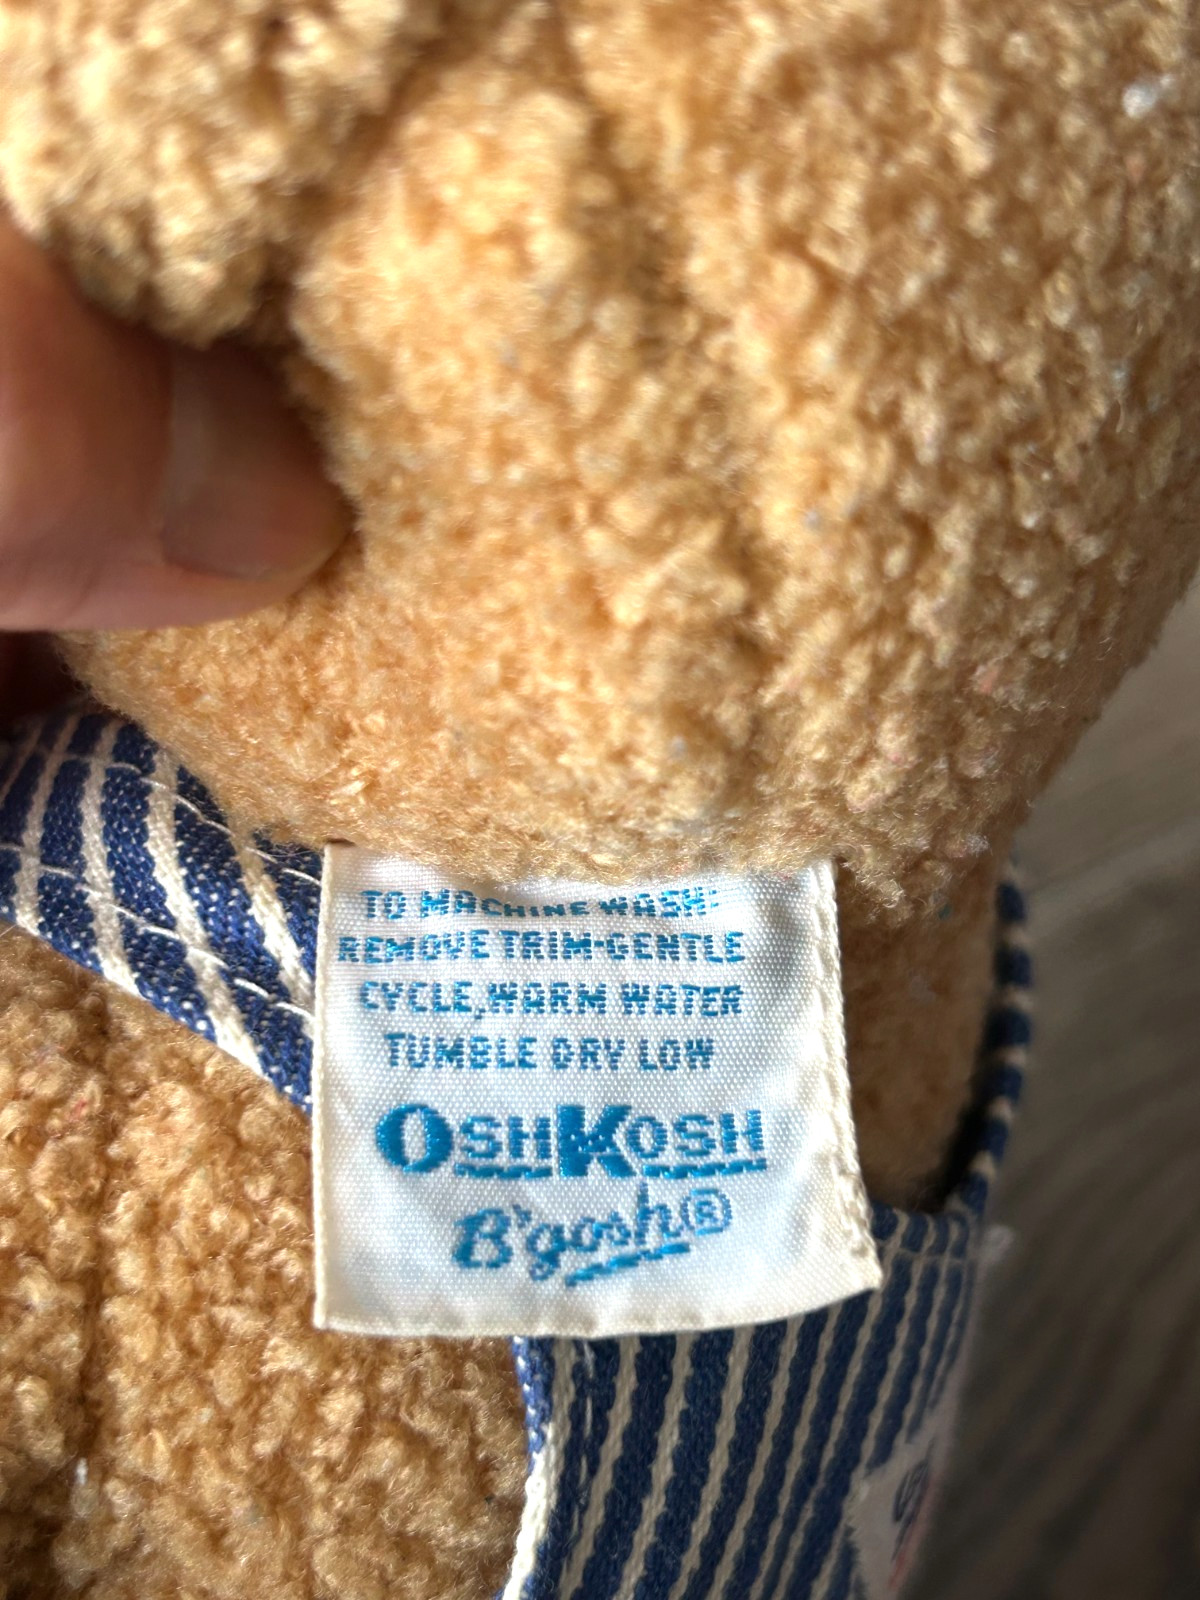 TO MACHINE WASH:
REMOVE TRIM-GENTLE
CYCLE, WARM WATER
TUMBLE DRY LOW
OSHKOSH
B'gosh®